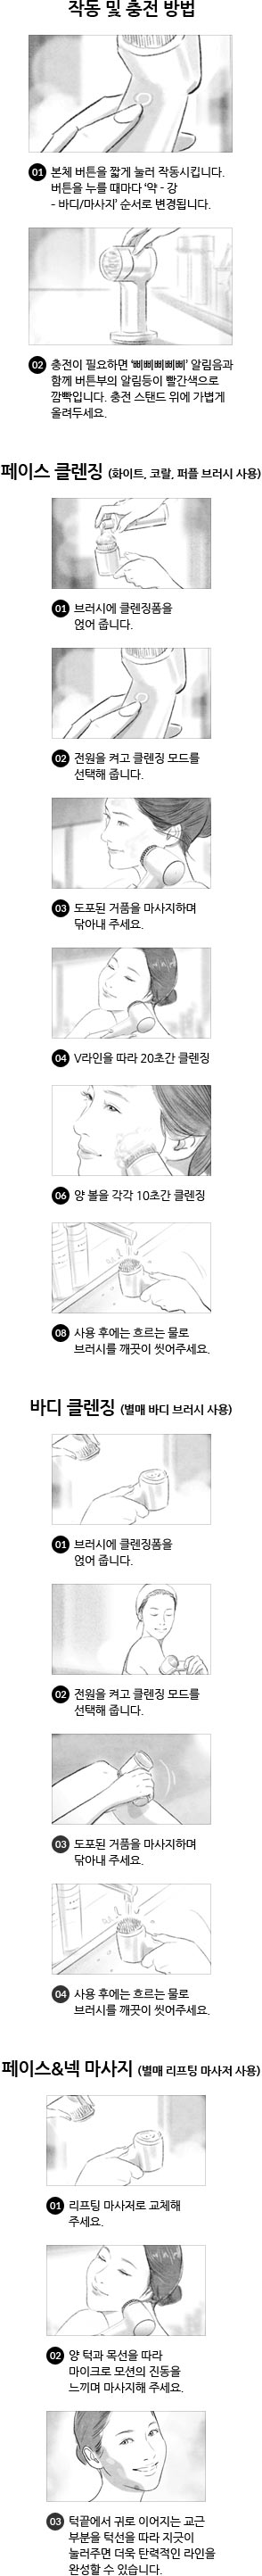 작동 및 충전 방법
01 본체 버튼을 짧게 눌러 작동시킵니다.
버튼을 누를 때마다 ‘약 - 강
- 바디/마사지’ 순서로 변경됩니다.
02 충전이 필요하면 ‘삐삐삐삐삐’ 알림음과
함께 버튼부의 알림등이 빨간색으로
깜빡입니다. 충전 스탠드 위에 가볍게
올려두세요.
페이스 클렌징 (화이트, 코랄, 퍼플 브러시 사용)
01 브러시에 클렌징폼을
얹어 줍니다.
02 전원을 켜고 클렌징 모드를
선택해 줍니다.
03 도포된 거품을 마사지하며
닦아내 주세요.
04 V라인을 따라 20초간 클렌징
06 양 볼을 각각 10초간 클렌징
08 사용 후에는 흐르는 물로
브러시를 깨끗이 씻어주세요.
바디 클렌징 (별매 바디 브러시 사용)
01 브러시에 클렌징폼을
얹어 줍니다.
02 전원을 켜고 클렌징 모드를
선택해 줍니다.
03 도포된 거품을 마사지하며
닦아내 주세요.
04 사용 후에는 흐르는 물로
브러시를 깨끗이 씻어주세요.
페이스&넥 마사지 (별매 리프팅 마사저 사용)
01 리프팅 마사저로 교체해
주세요.
02 양 턱과 목선을 따라
마이크로 모션의 진동을
느끼며 마사지해 주세요.
03 턱끝에서 귀로 이어지는 교근
부분을 턱선을 따라 지긋이
눌러주면 더욱 탄력적인 라인을
완성할 수 있습니다.